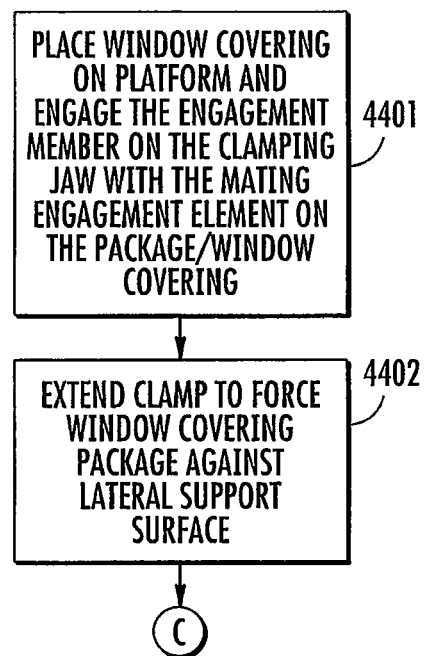 PLACE WINDOW COVERING
ON PLATFORM AND
ENGAGE THE ENGAGEMENT
MEMBER ON THE CLAMPING
JAW WITH THE MATING
ENGAGEMENT ELEMENT ON
THE PACKAGE/WINDOW
COVERING
4401
EXTEND CLAMP TO FORCE
WINDOW COVERING
PACKAGE AGAINST
LATERAL SUPPORT
SURFACE
4402
C